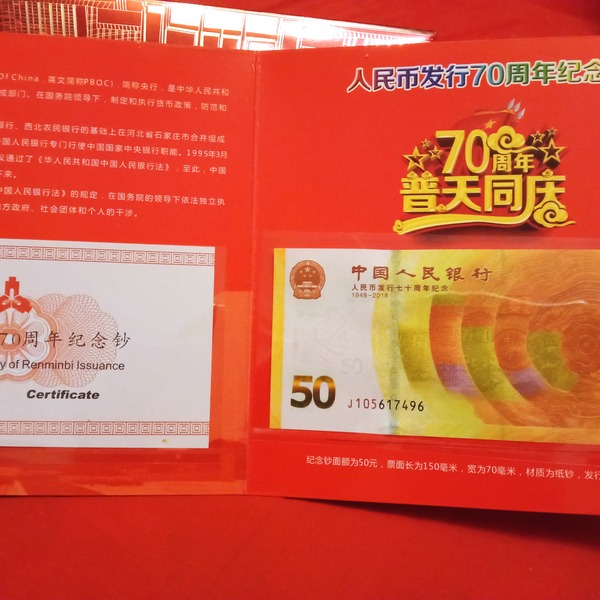 Of China，英文简称PBOC)，简称央行，是中华人民共和
属部门。在国务院领导下，制定和执行货币政策，防范和
银行、西北农民银行的基础上在河北省石家庄市合并组成
国人民银行专门行使中国国家中央银行职能。1995年3月
议通过了《华人民共和国中国人民银行法》，至此，中国
下来。
中国人民银行法》的规定，在国务院的领导下依法独立执
方政府、社会团体和个人的干涉。
70周年纪念钞
y of Renminbi Issuance
Certificate
人民币发行70周年纪念
70周年
普天同庆
中国人民银行
人民币发行七十周年纪念
1948-2018
50
50
J105617496
纪念钞面额为50元，票面长为150毫米，宽为70毫米，材质为纸钞，发行